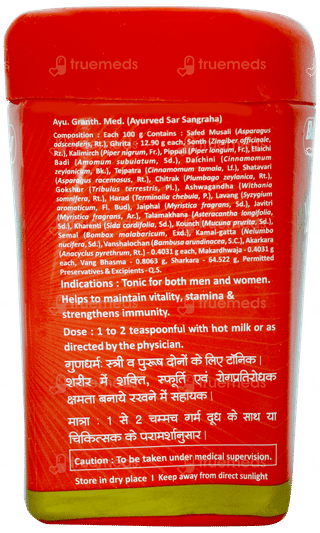 truemeds truemeds
Ayu. Granth. Med. (Ayurved Sar Sangraha)
Composition : Each 100 g Contains : Safed Musali (Asparagus
adscendens, Rt.), Ghrita - 12.90 g each, Sonth (Zingiber officinale,
Rz.), Kalimirch (Piper nigrum, Fr.), Pippali (Piper longum, Fr.), Elaichi
Badi (Amomum subulatum, Sd.), Dalchini (Cinnamomum
zeylanicum, Bk.), Tejpatra (Cinnamomum tamala, Lf.), Shatavari
(Asparagus racemosus, Rt.), Chitrak (Plumbago zeylanica, Rt.),
Gokshur (Tribulus terrestris, Pl.), Ashwagandha (Withania
somnifera, Rt.), Harad (Terminalia chebula, P.), Lavang (Syzygium
aromaticum, Fl. Bud), Jaiphal (Myristica fragrans, Sd.), Javitri
(Myristica fragrans, Ar.), Talamakhana (Asteracantha longifolia,
Sd.), Kharenti (Sida cordifolia, Sd.), Kounch (Mucuna prurita, Sd.),
Semal (Bombax malabaricum, Exd.), Kamal-gatta (Nelumbo
nucifera, Sd.), Vanshalochan (Bambusa arundinacea, S.C.), Akarkara
(Anacyclus pyrethrum, Rt.) - 0.4031 g each, Makardhwaja - 0.4031 g
each, Vang Bhasma - 0.8063 g, Sharkara - 64.522 g, Permitted
Preservatives & Excipients - Q.S.
Indications : Tonic for both men and women.
Helps to maintain vitality, stamina &
strengthens immunity.
Dose : 1 to 2 teaspoonful with hot milk or as
directed by the physician.
गुणधर्म: स्त्री व पुरूष दोनों के लिए टॉनिक।
शरीर में शक्ति, स्फूर्ति एवं रोगप्रतिरोधक
क्षमता बनाये रखने में सहायक।
मात्रा : 1 से 2 चम्मच गर्म दूध के साथ या
चिकित्सक के परामर्शानुसार।
Caution : To be taken under medical supervision.
Store in dry place | Keep away from direct sunlight